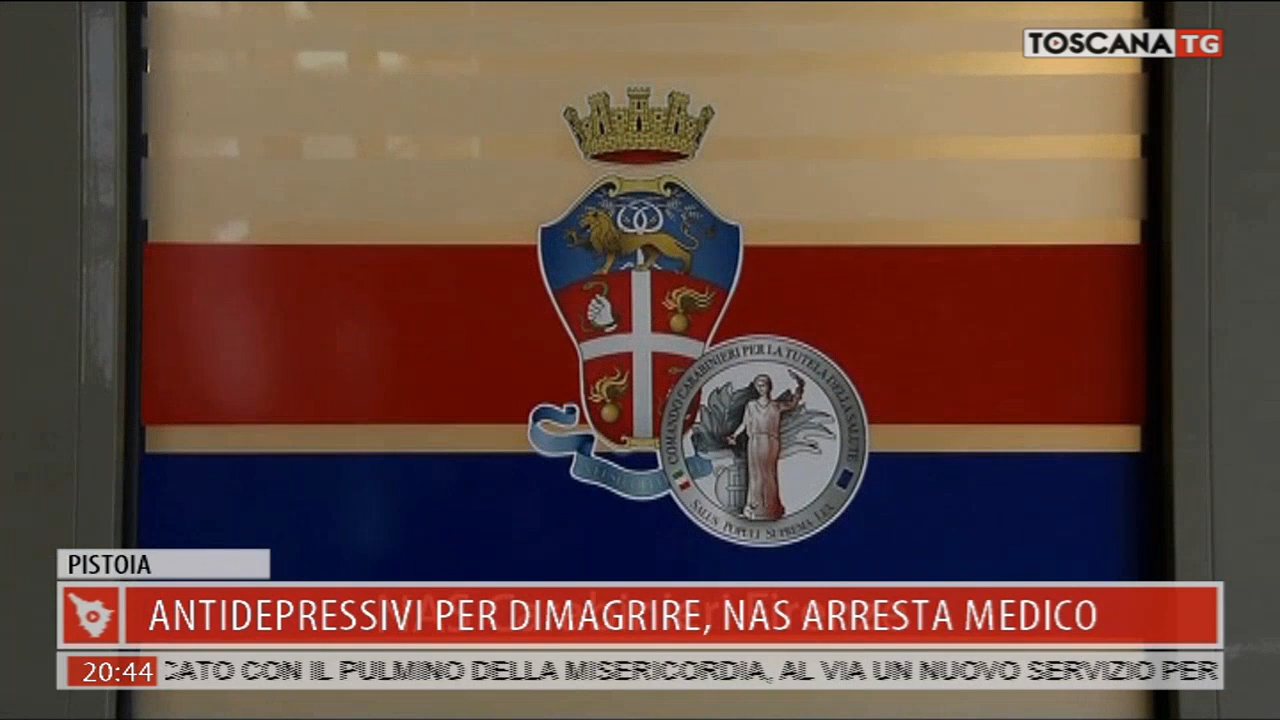 TOSCANA TG
COMANDO CARABINIERI PER LA TUTELA DELLA SALUTE
SALUS POPULI SUPREMA LEX
PISTOIA
ANTIDEPRESSIVI PER DIMAGRIRE, NAS ARRESTA MEDICO
20:44 CATO CON IL PULMINO DELLA MISERICORDIA, AL VIA UN NUOVO SERVIZIO PER